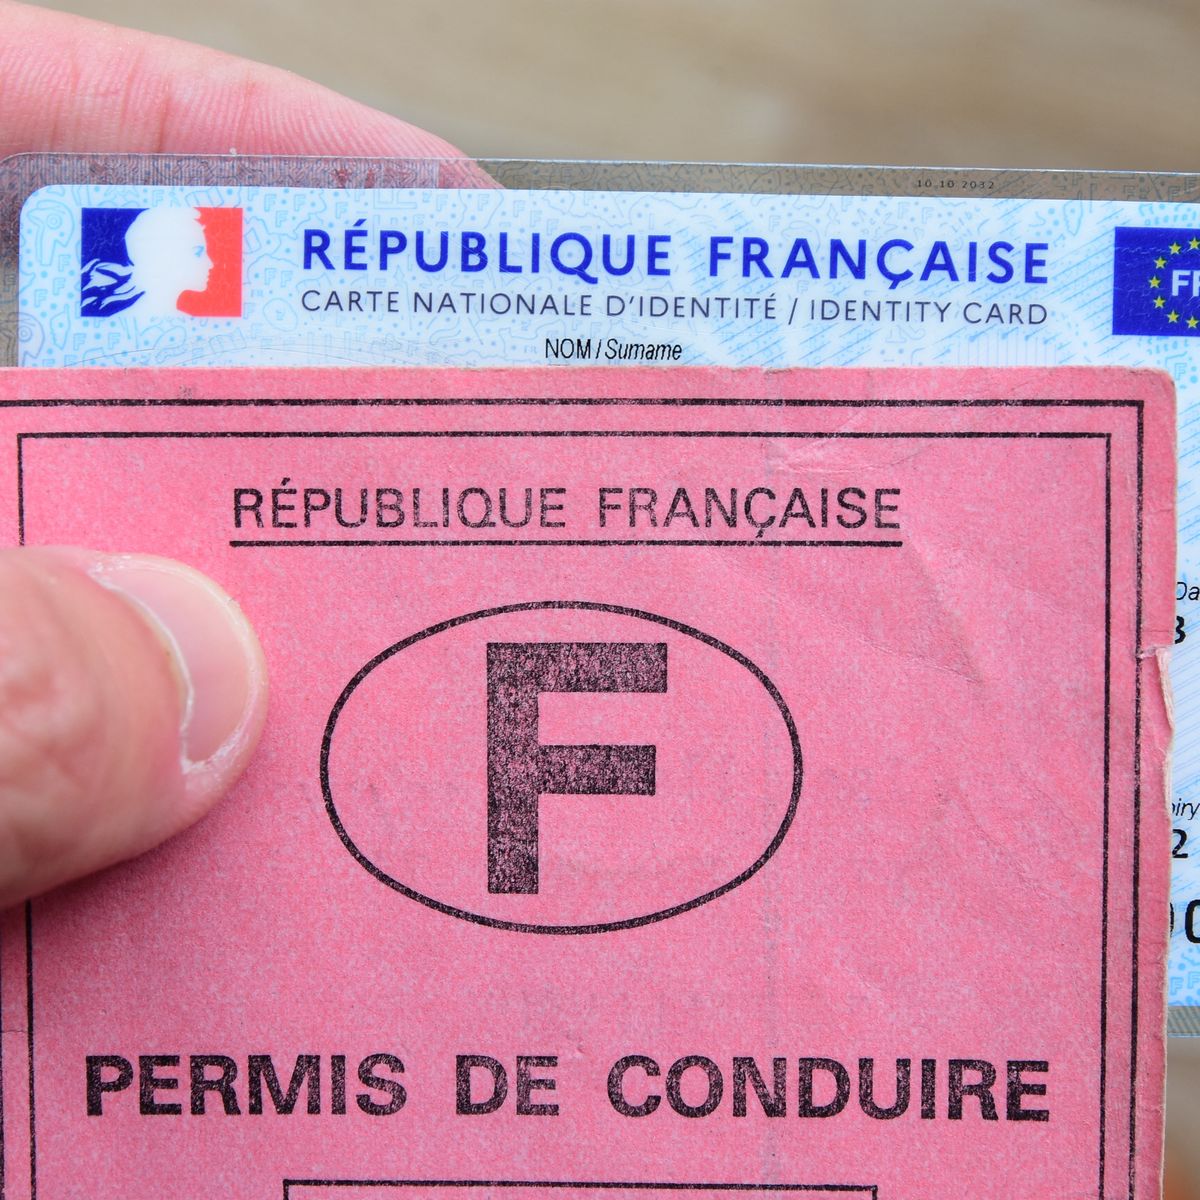 10 10 2032
RÉPUBLIQUE FRANÇAISE
CARTE NATIONALE D'IDENTITÉ / IDENTITY CARD
NOM / Surname
RÉPUBLIQUE FRANÇAISE
F
PERMIS DE CONDUIRE